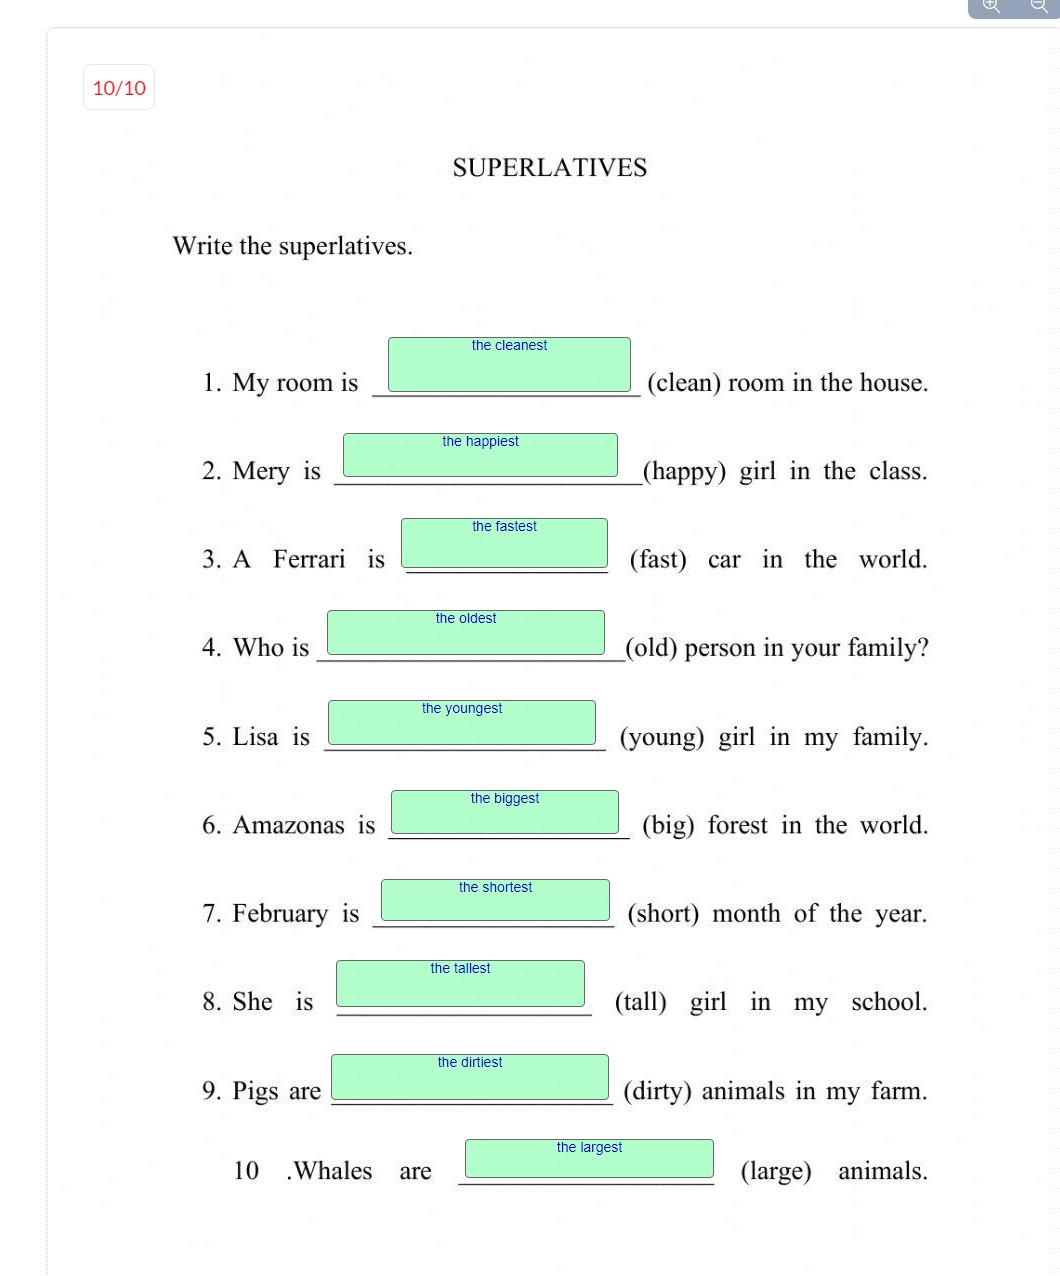 10/10
SUPERLATIVES
Write the superlatives.
1. My room is the cleanest (clean) room in the house.
2. Mery is the happiest (happy) girl in the class.
3. A Ferrari is the fastest (fast) car in the world.
4. Who is the oldest (old) person in your family?
5. Lisa is the youngest (young) girl in my family.
6. Amazonas is the biggest (big) forest in the world.
7. February is the shortest (short) month of the year.
8. She is the tallest (tall) girl in my school.
9. Pigs are the dirtiest (dirty) animals in my farm.
10 .Whales are the largest (large) animals.